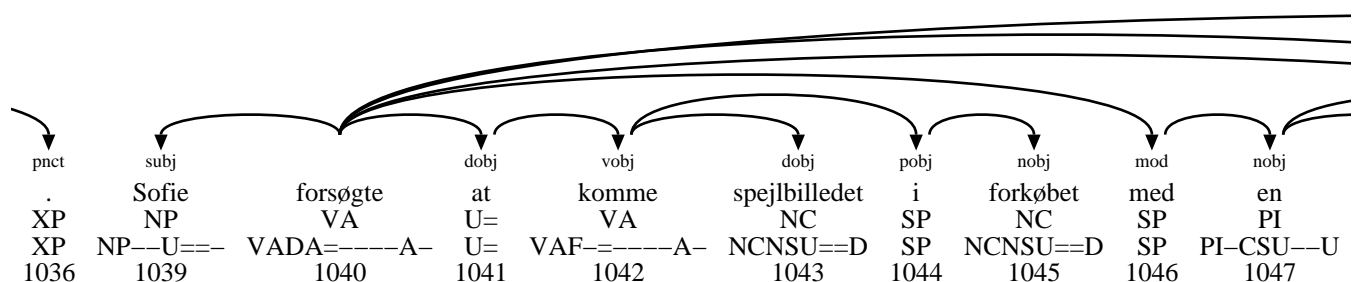 pnct subj dobj vobj dobj pobj nobj mod nobj
. Sofie forsøgte at komme spejlbilledet i forkøbet med en
XP NP VA U= VA NC SP NC SP PI
XP NP−−U==− VADA=−−−−A− U= VAF−=−−−−A− NCNSU==D SP NCNSU==D SP PI−CSU−−U
1036 1039 1040 1041 1042 1043 1044 1045 1046 1047